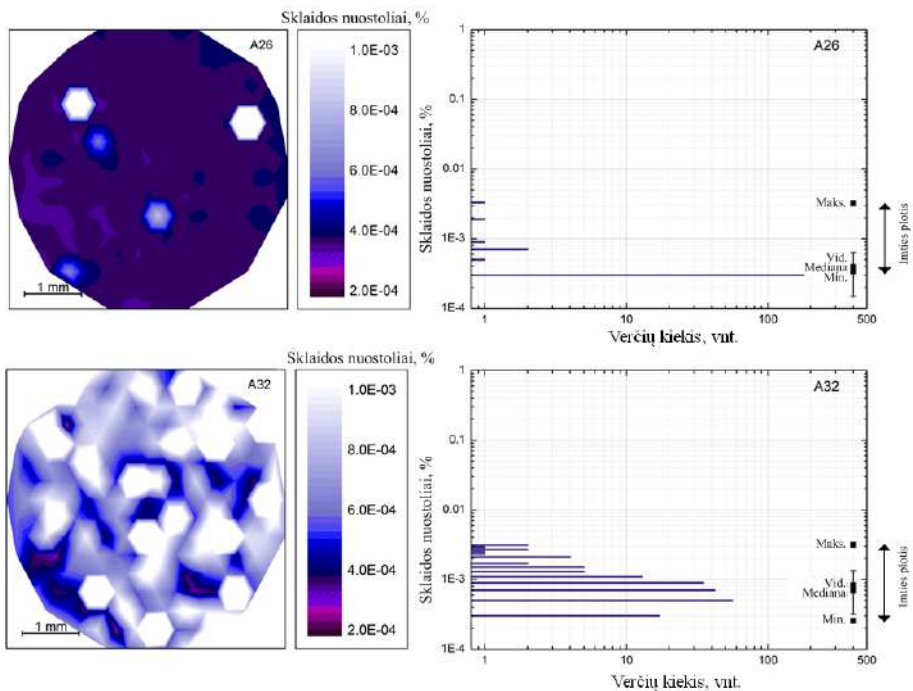 Sklaidos nuostoliai, %
A26
1.0E-03
8.0E-04
6.0E-04
4.0E-04
2.0E-04
1 mm
Sklaidos nuostoliai, %
A26
1
0.1
0.01
1E-3
1E-4
Maks.
Vid.
Mediana
Min.
Imties plotis
1
10
100
500
Verčių kiekis, vnt.
Sklaidos nuostoliai, %
A32
1.0E-03
8.0E-04
6.0E-04
4.0E-04
2.0E-04
1 mm
Sklaidos nuostoliai, %
A32
1
0.1
0.01
1E-3
1E-4
Maks.
Vid.
Mediana
Min.
Imties plotis
1
10
100
500
Verčių kiekis, vnt.